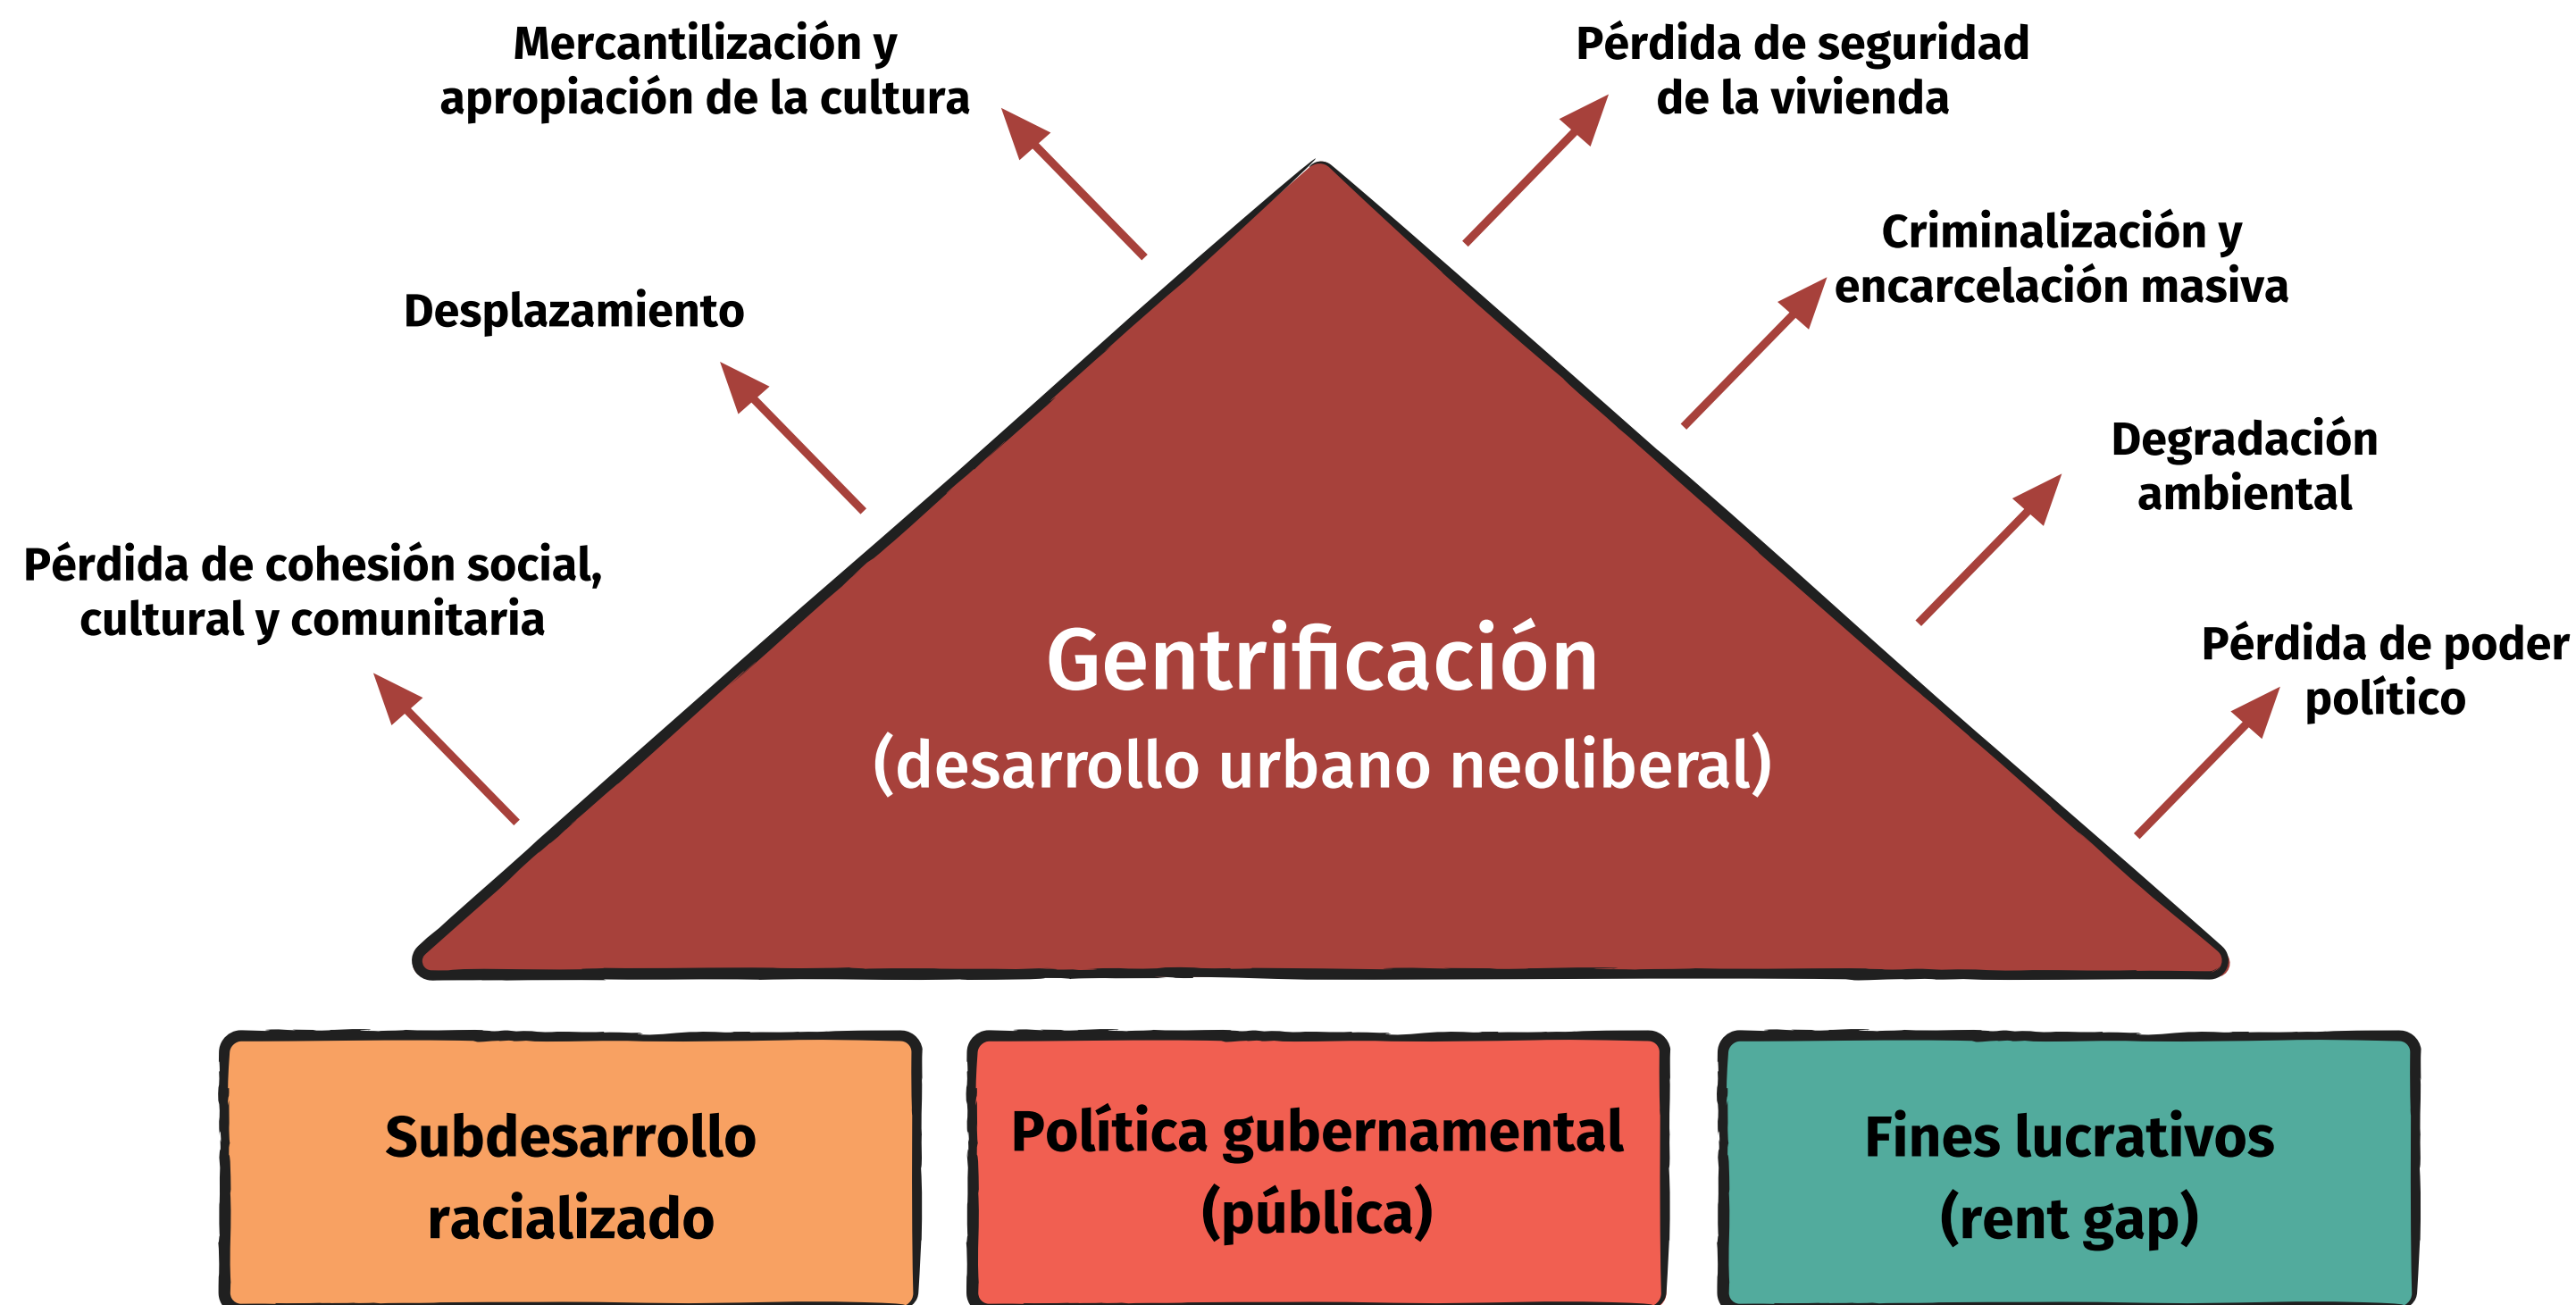 Mercantilización y
apropiación de la cultura
Pérdida de seguridad
de la vivienda
Desplazamiento
Criminalización y
encarcelación masiva
Pérdida de cohesión social,
cultural y comunitaria
Degradación
ambiental
Pérdida de poder
político
Gentrificación
(desarrollo urbano neoliberal)
Subdesarrollo
racializado
Política gubernamental
(pública)
Fines lucrativos
(rent gap)